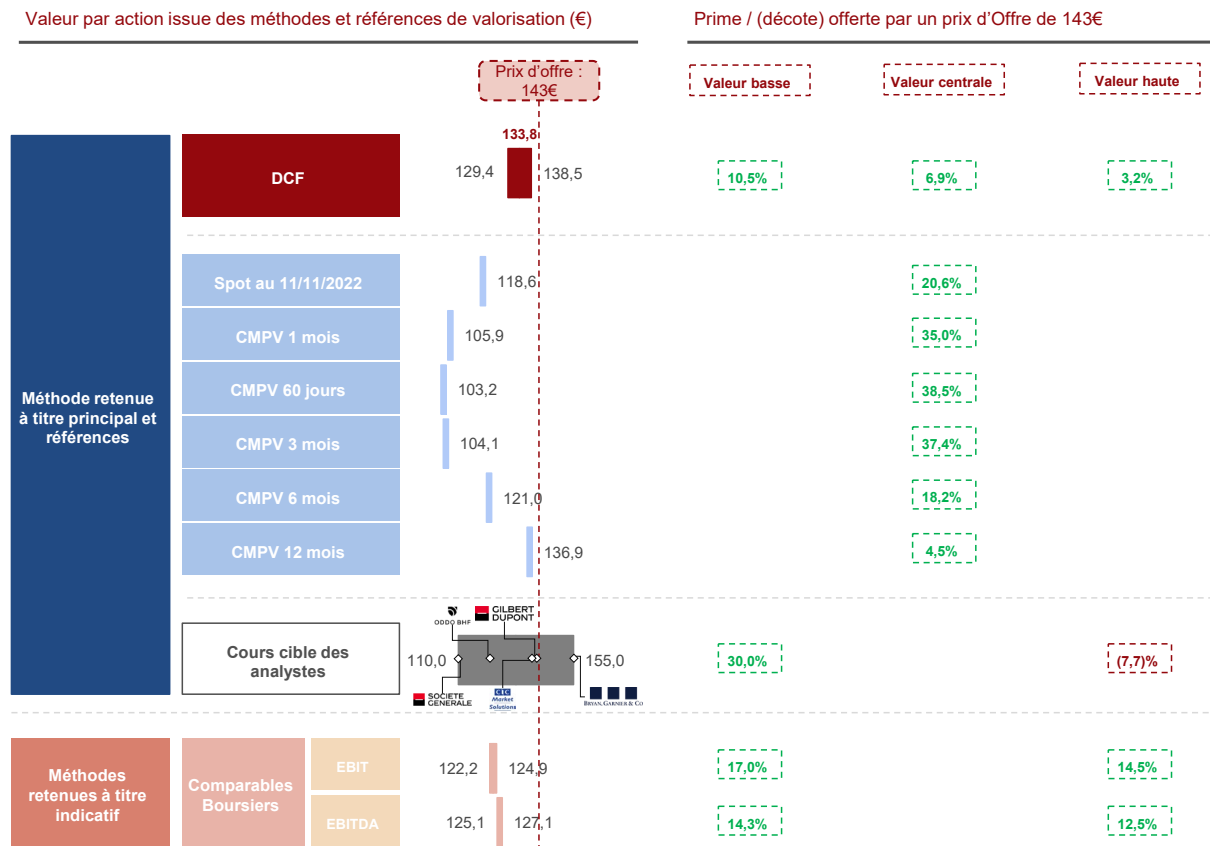 Valeur par action issue des méthodes et références de valorisation (€)
Prime / (décote) offerte par un prix d'Offre de 143€
Prix d'offre :
143€
Valeur basse
Valeur centrale
Valeur haute
DCF
133,8
129,4
138,5
10,5%
6,9%
3,2%
Méthode retenue
à titre principal et
références
Spot au 11/11/2022
118,6
20,6%
CMPV 1 mois
105,9
35,0%
CMPV 60 jours
103,2
38,5%
CMPV 3 mois
104,1
37,4%
CMPV 6 mois
121,0
18,2%
CMPV 12 mois
136,9
4,5%
Cours cible des
analystes
ODDO BHF
GILBERT
DUPONT
110,0
155,0
SOCIETE
GENERALE
CIC
Market
Solutions
BRYAN, GARNIER & CO
30,0%
(7,7)%
Méthodes
retenues à titre
indicatif
Comparables
Boursiers
EBIT
122,2
124,9
17,0%
14,5%
EBITDA
125,1
127,1
14,3%
12,5%